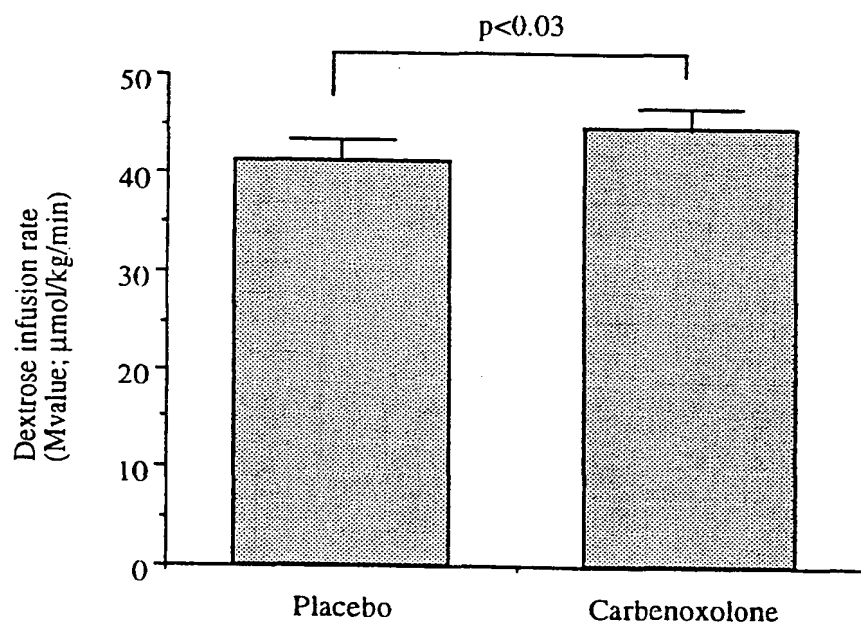 p<0.03
50
40
30
20
10
0
Dextrose infusion rate
(Mvalue; μmol/kg/min)
Placebo
Carbenoxolone